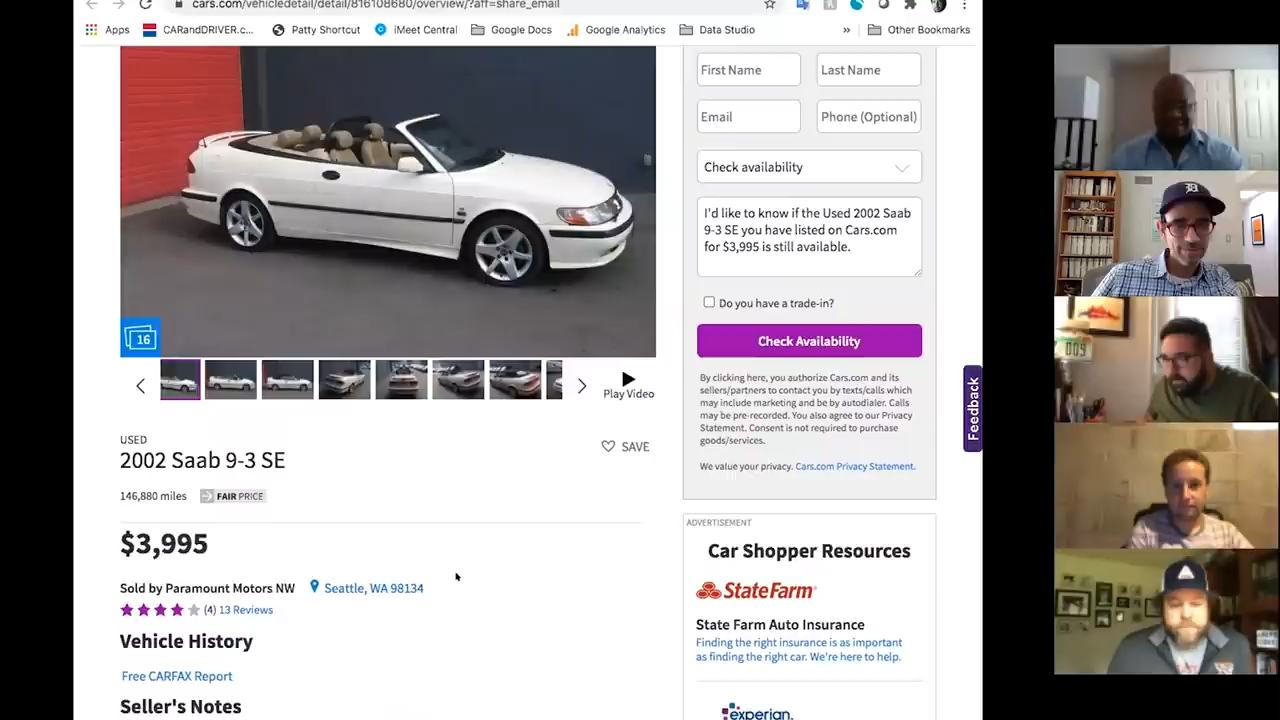 cars.com/vehicledetail/detail/816108680/overview/?aff=share_email
Apps
CARandDRIVER.c...
Patty Shortcut
iMeet Central
Google Docs
Google Analytics
Data Studio
»
Other Bookmarks
First Name
Last Name
Email
Phone (Optional)
Check availability
I'd like to know if the Used 2002 Saab
9-3 SE you have listed on Cars.com
for $3,995 is still available.
Do you have a trade-in?
Check Availability
By clicking here, you authorize Cars.com and its
sellers/partners to contact you by texts/calls which
may include marketing and be by autodialer. Calls
may be pre-recorded. You also agree to our Privacy
Statement. Consent is not required to purchase
goods/services.
We value your privacy. Cars.com Privacy Statement.
16
Play Video
Feedback
USED
2002 Saab 9-3 SE
SAVE
146,880 miles
FAIR PRICE
$3,995
Sold by Paramount Motors NW
Seattle, WA 98134
(4) 13 Reviews
Vehicle History
Free CARFAX Report
Seller's Notes
ADVERTISEMENT
Car Shopper Resources
StateFarm
State Farm Auto Insurance
Finding the right insurance is as important
as finding the right car. We're here to help.
experian.
D
009